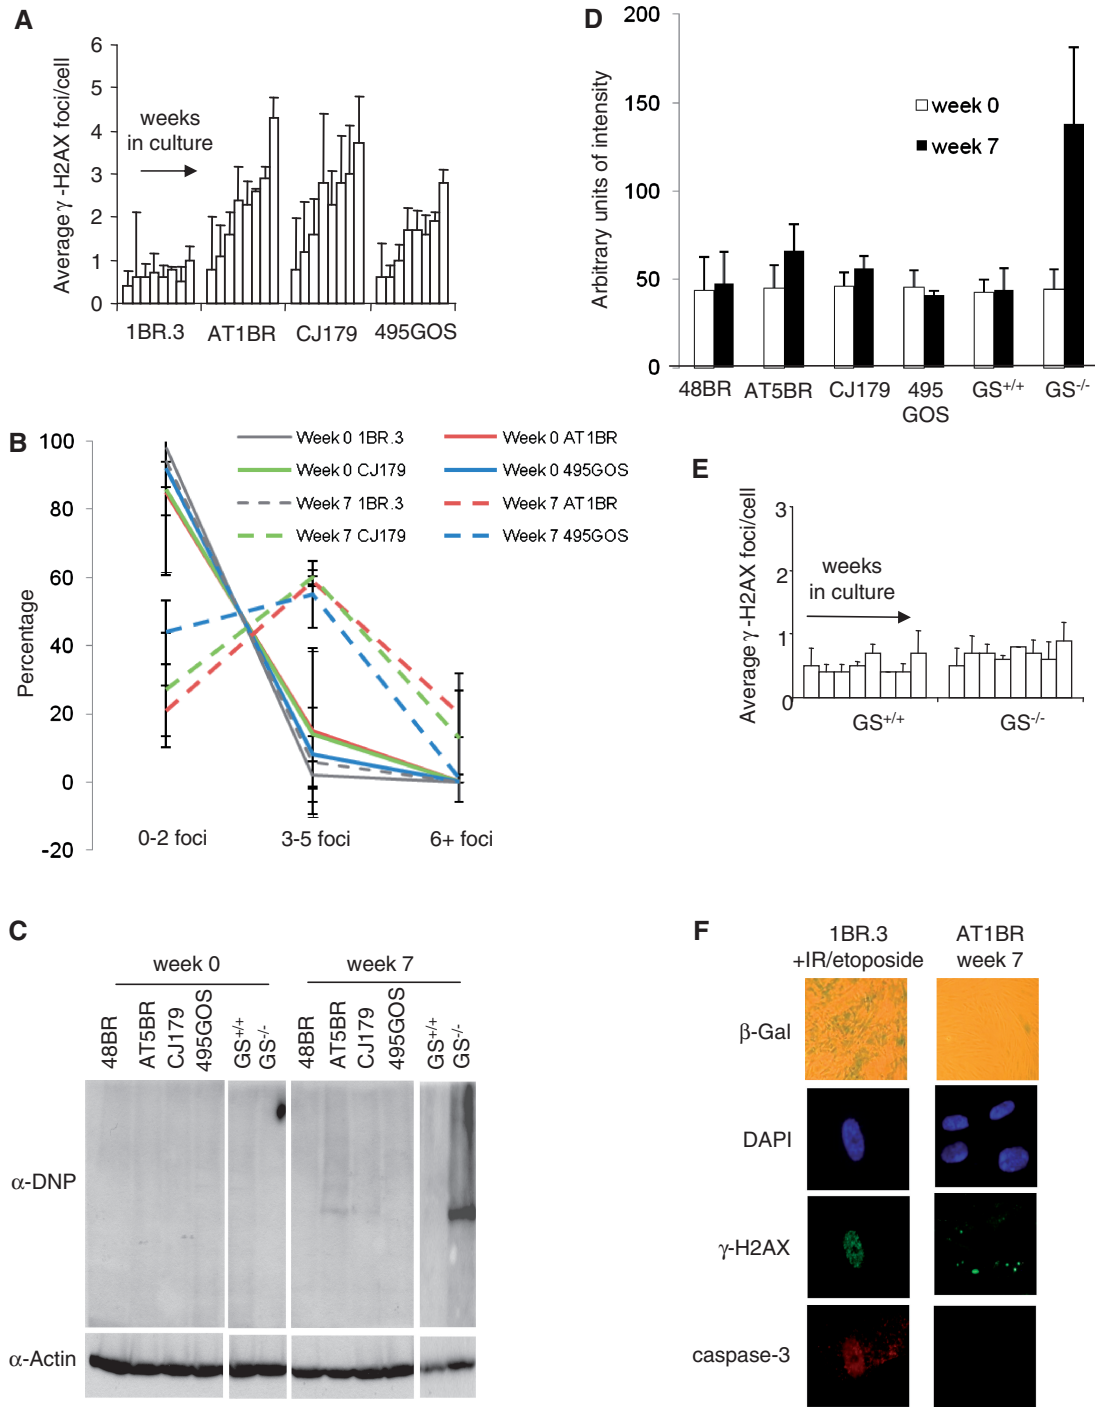 A
Average γ-H2AX foci/cell
6
5
4
3
2
1
0
weeks
in culture
1BR.3
AT1BR
CJ179
495GOS
D
Arbitrary units of intensity
200
150
100
50
0
week 0
week 7
48BR
AT5BR
CJ179
495
GOS
GS+/+
GS-/-
B
Percentage
100
80
60
40
20
0
-20
Week 0 1BR.3
Week 0 AT1BR
Week 0 CJ179
Week 0 495GOS
Week 7 1BR.3
Week 7 AT1BR
Week 7 CJ179
Week 7 495GOS
0-2 foci
3-5 foci
6+ foci
E
Average γ-H2AX foci/cell
3
2
1
0
weeks
in culture
GS+/+
GS-/-
C
week 0
week 7
48BR
AT5BR
CJ179
495GOS
GS+/+
GS-/-
48BR
AT5BR
CJ179
495GOS
GS+/+
GS-/-
α-DNP
α-Actin
F
1BR.3
+IR/etoposide
AT1BR
week 7
β-Gal
DAPI
γ-H2AX
caspase-3